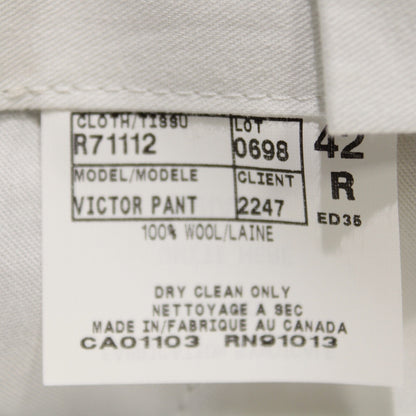 CLOTH/TISSU LOT 42
R71112 0698
MODEL/MODELE CLIENT R
VICTOR PANT 2247 ED35
100% WOOL/LAINE
DRY CLEAN ONLY
NETTOYAGE A SEC
MADE IN/FABRIQUE AU CANADA
CA01103 RN91013